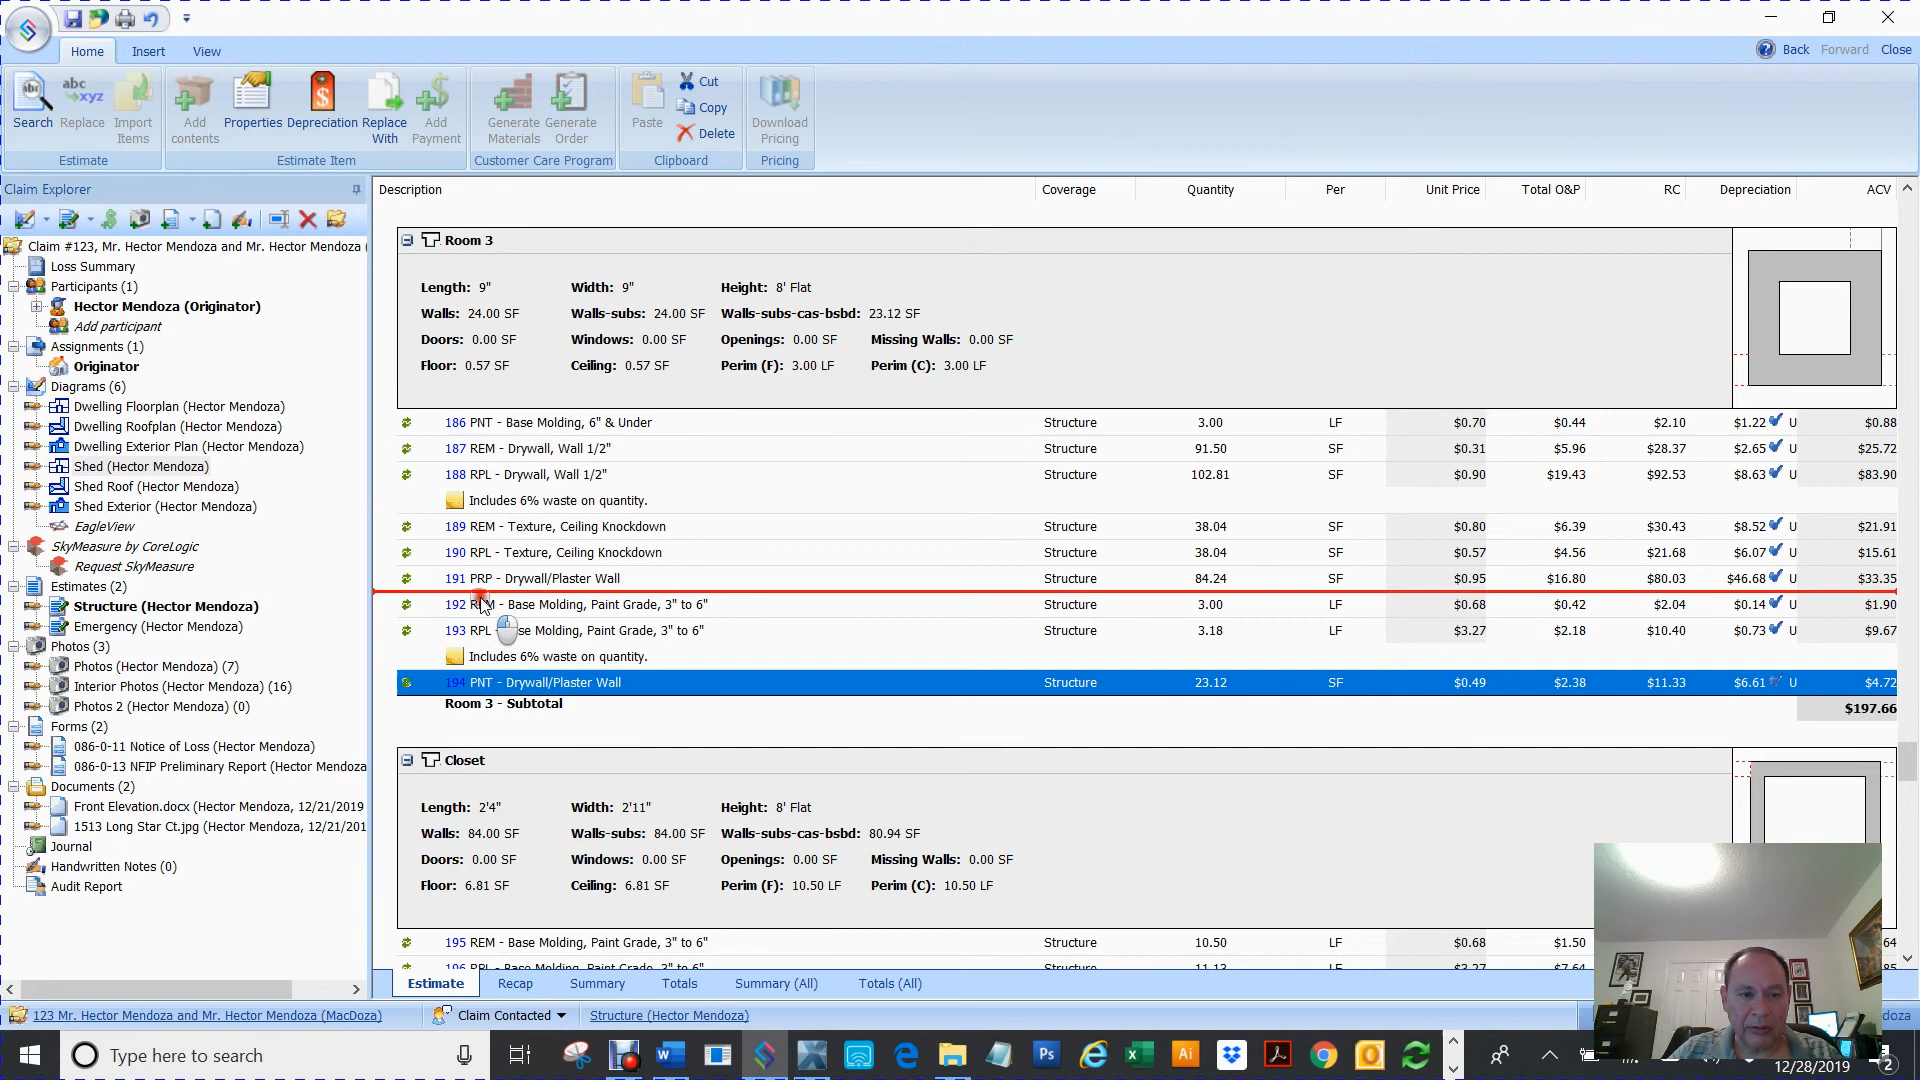 Home Insert View Back Forward Close
Search Replace Import Items Add contents Properties Depreciation Replace With Add Payment Generate Materials Generate Order Paste Cut Copy Delete Download Pricing
Estimate Estimate Item Customer Care Program Clipboard Pricing
Claim Explorer
Claim #123, Mr. Hector Mendoza and Mr. Hector Mendoza (
Loss Summary
Participants (1)
Hector Mendoza (Originator)
Add participant
Assignments (1)
Originator
Diagrams (6)
Dwelling Floorplan (Hector Mendoza)
Dwelling Roofplan (Hector Mendoza)
Dwelling Exterior Plan (Hector Mendoza)
Shed (Hector Mendoza)
Shed Roof (Hector Mendoza)
Shed Exterior (Hector Mendoza)
EagleView
SkyMeasure by CoreLogic
Request SkyMeasure
Estimates (2)
Structure (Hector Mendoza)
Emergency (Hector Mendoza)
Photos (3)
Photos (Hector Mendoza) (7)
Interior Photos (Hector Mendoza) (16)
Photos 2 (Hector Mendoza) (0)
Forms (2)
086-0-11 Notice of Loss (Hector Mendoza)
086-0-13 NFIP Preliminary Report (Hector Mendoza
Documents (2)
Front Elevation.docx (Hector Mendoza, 12/21/2019
1513 Long Star Ct.jpg (Hector Mendoza, 12/21/201
Journal
Handwritten Notes (0)
Audit Report
Description Coverage Quantity Per Unit Price Total O&P RC Depreciation ACV
Room 3
Length: 9" Width: 9" Height: 8' Flat
Walls: 24.00 SF Walls-subs: 24.00 SF Walls-subs-cas-bsbd: 23.12 SF
Doors: 0.00 SF Windows: 0.00 SF Openings: 0.00 SF Missing Walls: 0.00 SF
Floor: 0.57 SF Ceiling: 0.57 SF Perim (F): 3.00 LF Perim (C): 3.00 LF
186 PNT - Base Molding, 6" & Under Structure 3.00 LF $0.70 $0.44 $2.10 $1.22 U $0.88
187 REM - Drywall, Wall 1/2" Structure 91.50 SF $0.31 $5.96 $28.37 $2.65 U $25.72
188 RPL - Drywall, Wall 1/2" Structure 102.81 SF $0.90 $19.43 $92.53 $8.63 U $83.90
Includes 6% waste on quantity.
189 REM - Texture, Ceiling Knockdown Structure 38.04 SF $0.80 $6.39 $30.43 $8.52 U $21.91
190 RPL - Texture, Ceiling Knockdown Structure 38.04 SF $0.57 $4.56 $21.68 $6.07 U $15.61
191 PRP - Drywall/Plaster Wall Structure 84.24 SF $0.95 $16.80 $80.03 $46.68 U $33.35
192 REM - Base Molding, Paint Grade, 3" to 6" Structure 3.00 LF $0.68 $0.42 $2.04 $0.14 U $1.90
193 RPL - Base Molding, Paint Grade, 3" to 6" Structure 3.18 LF $3.27 $2.18 $10.40 $0.73 U $9.67
Includes 6% waste on quantity.
194 PNT - Drywall/Plaster Wall Structure 23.12 SF $0.49 $2.38 $11.33 $6.61 U $4.72
Room 3 - Subtotal $197.66
Closet
Length: 2'4" Width: 2'11" Height: 8' Flat
Walls: 84.00 SF Walls-subs: 84.00 SF Walls-subs-cas-bsbd: 80.94 SF
Doors: 0.00 SF Windows: 0.00 SF Openings: 0.00 SF Missing Walls: 0.00 SF
Floor: 6.81 SF Ceiling: 6.81 SF Perim (F): 10.50 LF Perim (C): 10.50 LF
195 REM - Base Molding, Paint Grade, 3" to 6" Structure 10.50 LF $0.68 $1.50 64
196 RPL - Base Molding, Paint Grade, 3" to 6" Structure 11.13 LF $3.27 $7.64
Estimate Recap Summary Totals Summary (All) Totals (All)
123 Mr. Hector Mendoza and Mr. Hector Mendoza (MacDoza) Claim Contacted Structure (Hector Mendoza) doza
Type here to search
12/28/2019 2